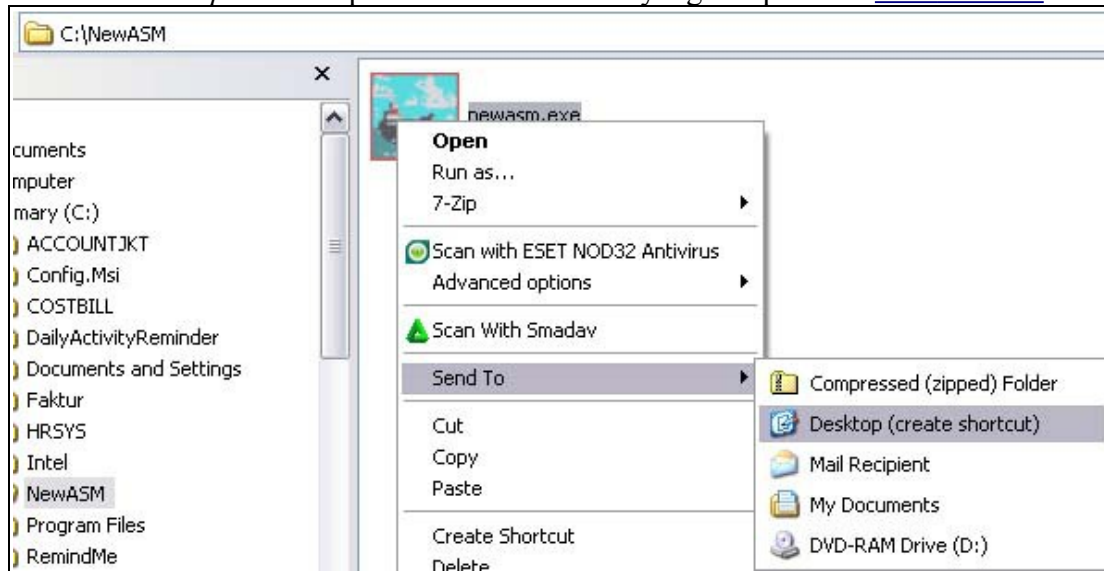 C:\NewASM
cuments
mputer
mary (C:)
ACCOUNTJKT
Config.Msi
COSTBILL
DailyActivityReminder
Documents and Settings
Faktur
HRSYS
Intel
NewASM
Program Files
RemindMe
newasm.exe
Open
Run as...
7-Zip
Scan with ESET NOD32 Antivirus
Advanced options
Scan With Smadav
Send To
Cut
Copy
Paste
Create Shortcut
Delete
Compressed (zipped) Folder
Desktop (create shortcut)
Mail Recipient
My Documents
DVD-RAM Drive (D:)